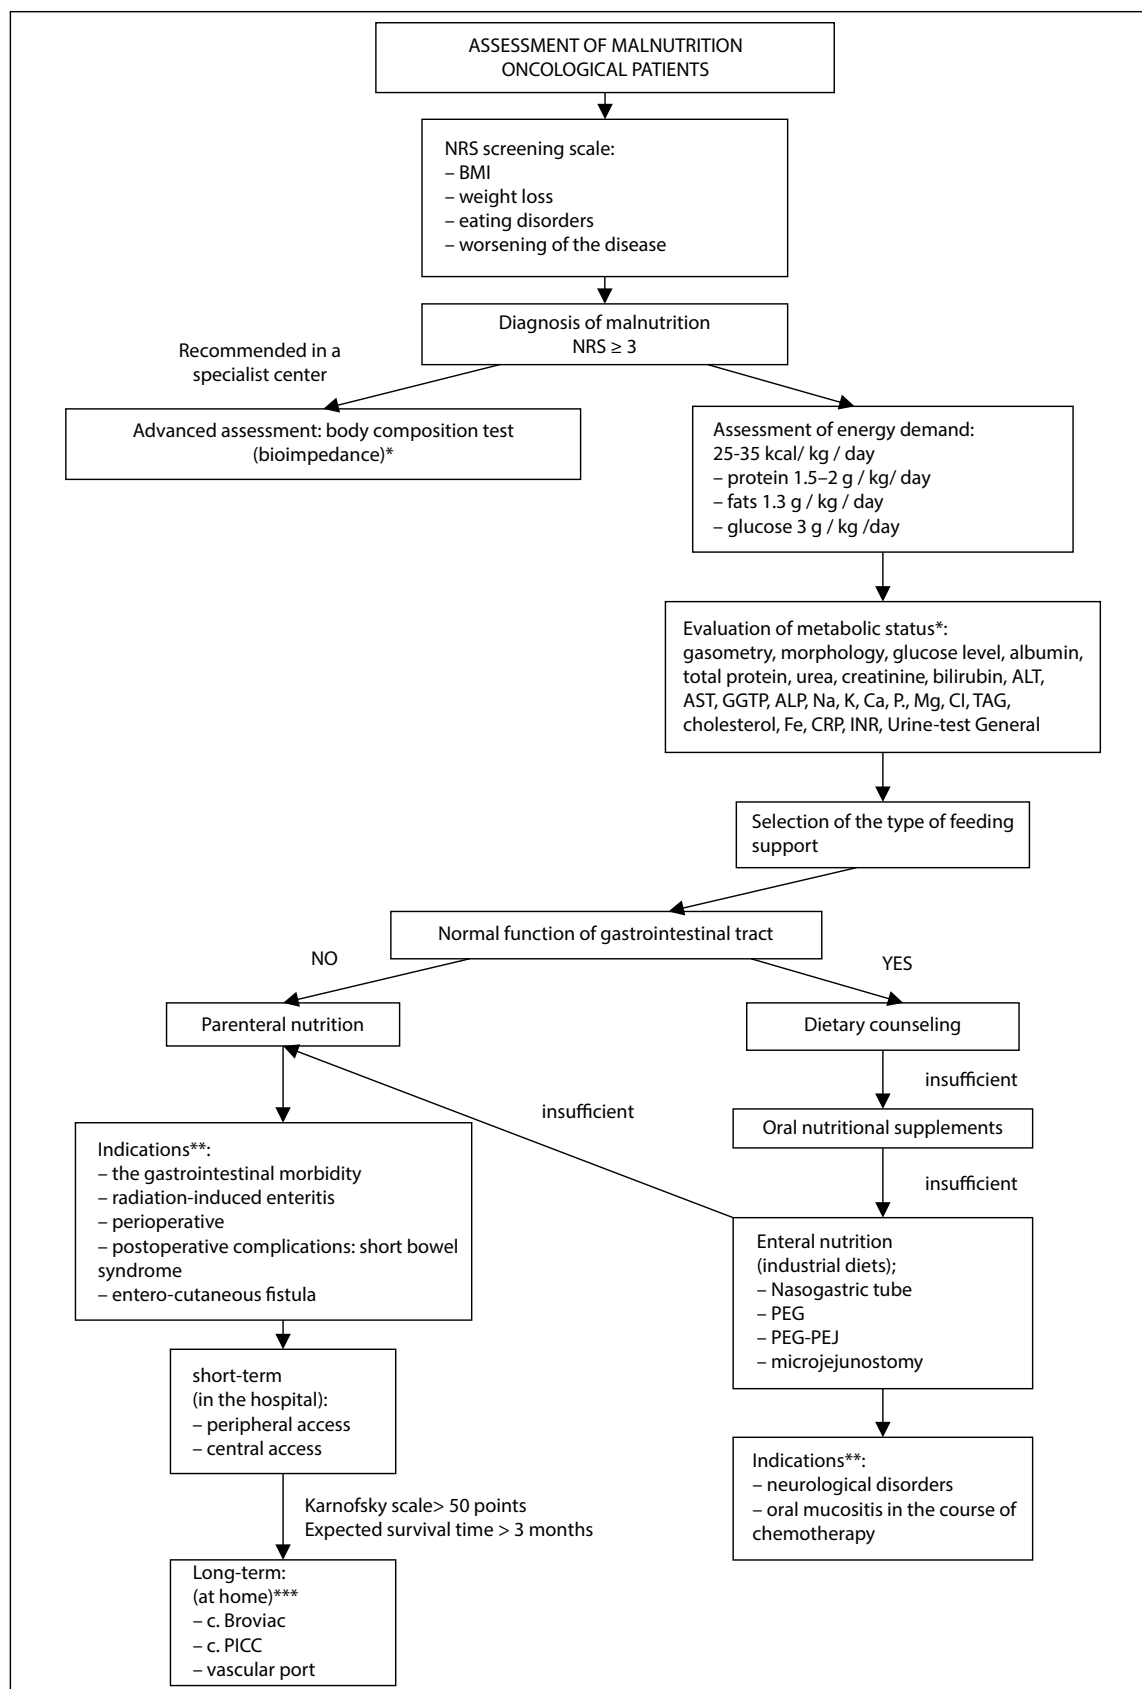 ASSESSMENT OF MALNUTRITION
ONCOLOGICAL PATIENTS
NRS screening scale:
– BMI
– weight loss
– eating disorders
– worsening of the disease
Diagnosis of malnutrition
NRS ≥ 3
Recommended in a
specialist center
Advanced assessment: body composition test
(bioimpedance)*
Assessment of energy demand:
25-35 kcal/ kg / day
– protein 1.5–2 g / kg/ day
– fats 1.3 g / kg / day
– glucose 3 g / kg /day
Evaluation of metabolic status*:
gasometry, morphology, glucose level, albumin,
total protein, urea, creatinine, bilirubin, ALT,
AST, GGTP, ALP, Na, K, Ca, P., Mg, Cl, TAG,
cholesterol, Fe, CRP, INR, Urine-test General
Selection of the type of feeding
support
Normal function of gastrointestinal tract
NO
YES
Parenteral nutrition
Dietary counseling
insufficient
insufficient
Oral nutritional supplements
insufficient
Indications**:
– the gastrointestinal morbidity
– radiation-induced enteritis
– perioperative
– postoperative complications: short bowel
syndrome
– entero-cutaneous fistula
Enteral nutrition
(industrial diets);
– Nasogastric tube
– PEG
– PEG-PEJ
– microjejunostomy
short-term
(in the hospital):
– peripheral access
– central access
Indications**:
– neurological disorders
– oral mucositis in the course of
chemotherapy
Karnofsky scale> 50 points
Expected survival time > 3 months
Long-term:
(at home)***
– c. Broviac
– c. PICC
– vascular port